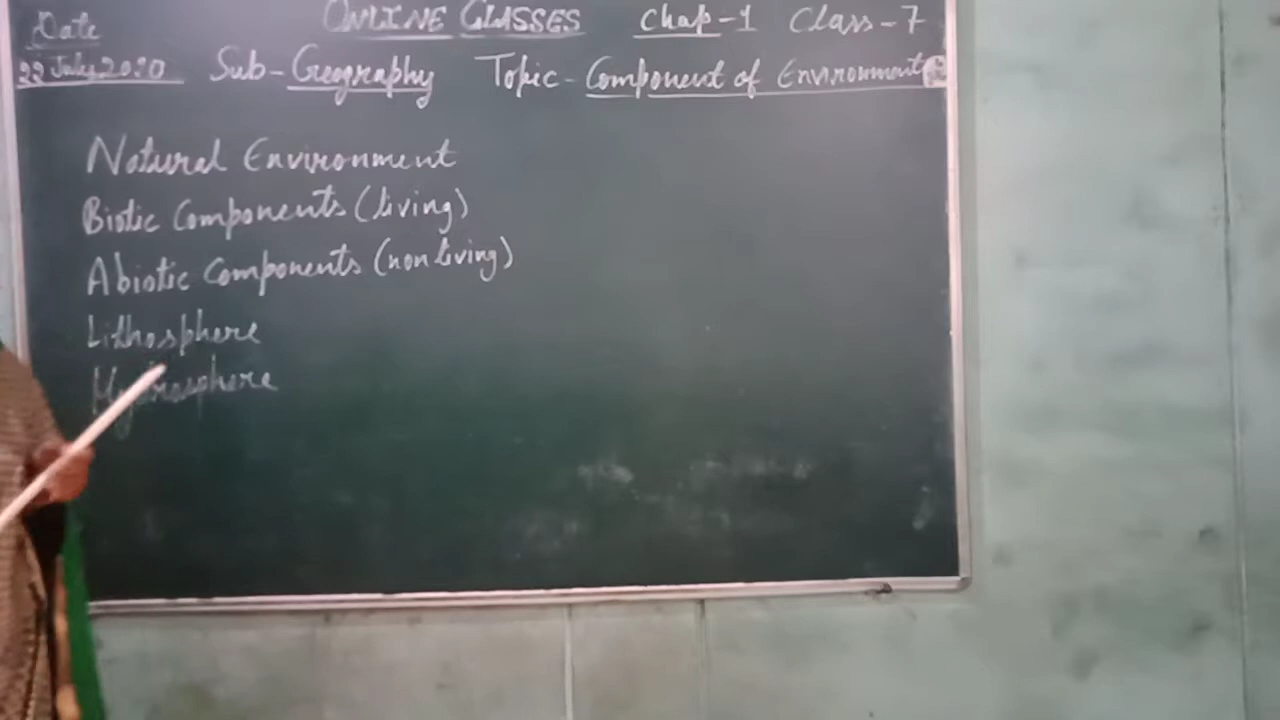 Date ONLINE CLASSES Chap-1 Class-7
22 July 2020 Sub-Geography Topic-Component of Environment
Natural Environment
Biotic Components (living)
Abiotic Components (non living)
Lithosphere
Hydrosphere